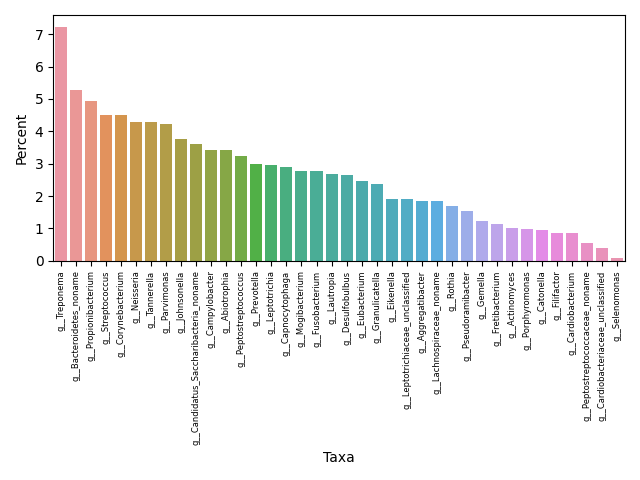 7
6
5
4
3
2
1
0
Percent
g__Treponema
g__Bacteroidetes_noname
g__Propionibacterium
g__Streptococcus
g__Corynebacterium
g__Neisseria
g__Tannerella
g__Parvimonas
g__Johnsonella
g__Candidatus_Saccharibacteria_noname
g__Campylobacter
g__Abiotrophia
g__Peptostreptococcus
g__Prevotella
g__Leptotrichia
g__Capnocytophaga
g__Mogibacterium
g__Fusobacterium
g__Lautropia
g__Desulfobulbus
g__Eubacterium
g__Granulicatella
g__Eikenella
g__Leptotrichiaceae_unclassified
g__Aggregatibacter
g__Lachnospiraceae_noname
g__Rothia
g__Pseudoramibacter
g__Gemella
g__Fretibacterium
g__Actinomyces
g__Porphyromonas
g__Catonella
g__Filifactor
g__Cardiobacterium
g__Peptostreptococcaceae_noname
g__Cardiobacteriaceae_unclassified
g__Selenomonas
Taxa